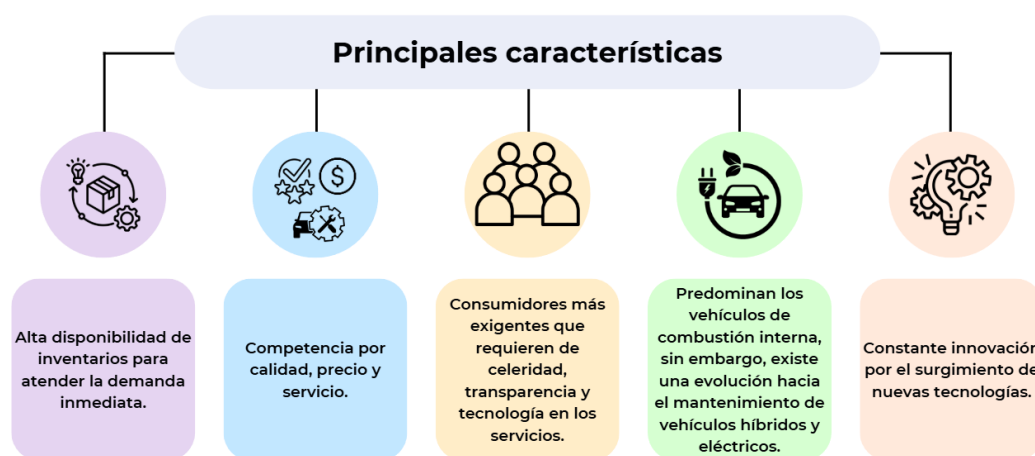 Principales características
Alta disponibilidad de
inventarios para
atender la demanda
inmediata.
Competencia por
calidad, precio y
servicio.
Consumidores más
exigentes que
requieren de
celeridad,
transparencia y
tecnología en los
servicios.
Predominan los
vehículos de
combustión interna,
sin embargo, existe
una evolución hacia
el mantenimiento de
vehículos híbridos y
eléctricos.
Constante innovación
por el surgimiento de
nuevas tecnologías.